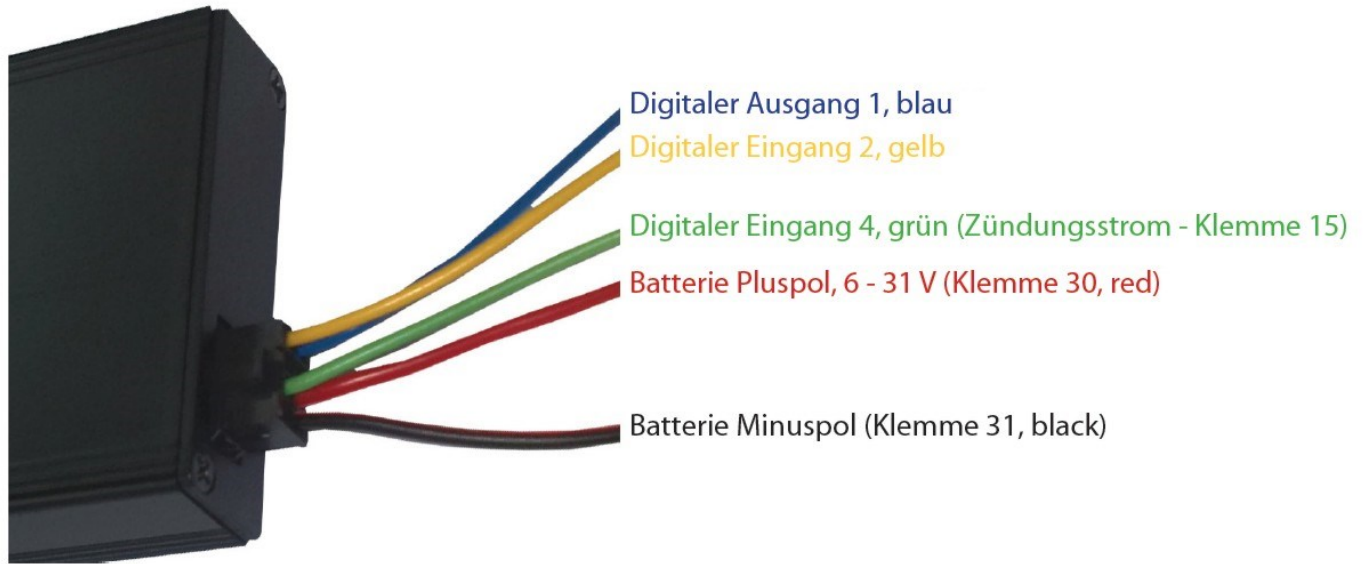 Digitaler Ausgang 1, blau
Digitaler Eingang 2, gelb
Digitaler Eingang 4, grün (Zündungsstrom - Klemme 15)
Batterie Pluspol, 6 - 31 V (Klemme 30, red)
Batterie Minuspol (Klemme 31, black)